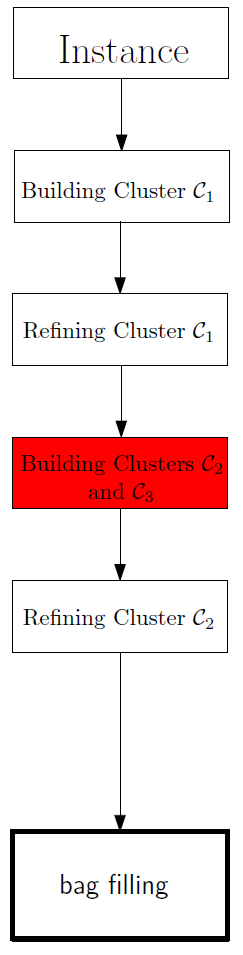 Instance
Building Cluster 𝒞₁
Refining Cluster 𝒞₁
Building Clusters 𝒞₂
and 𝒞₃
Refining Cluster 𝒞₂
bag filling